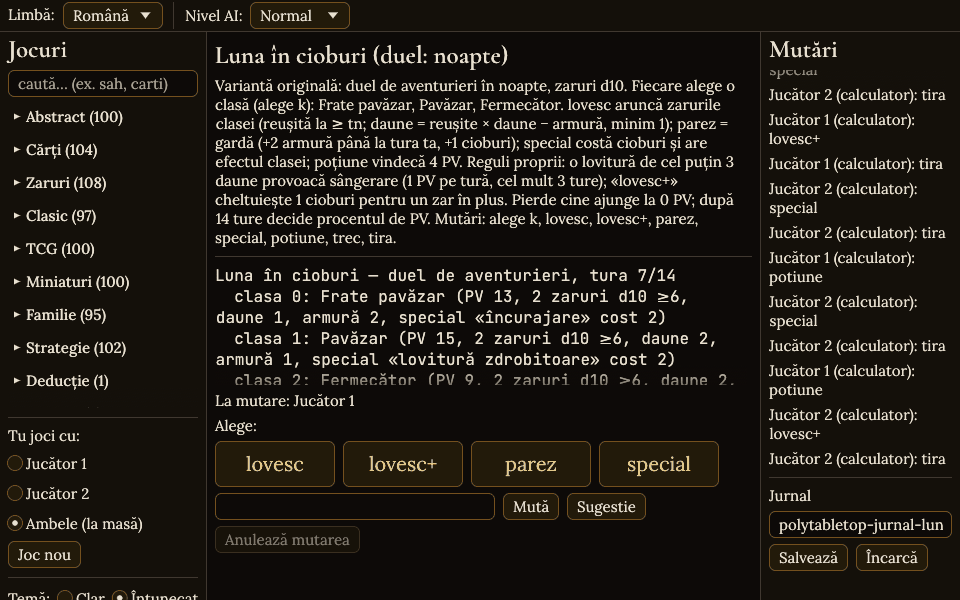 Limbă: Română ▼ Nivel AI: Normal ▼
Jocuri
caută... (ex. sah, carti)
▸ Abstract (100)
▸ Cărți (104)
▸ Zaruri (108)
▸ Clasic (97)
▸ TCG (100)
▸ Miniaturi (100)
▸ Familie (95)
▸ Strategie (102)
▸ Deducție (1)
Tu joci cu:
Jucător 1
Jucător 2
Ambele (la masă)
Joc nou
Temă: Clar Întunecat
Luna în cioburi (duel: noapte)
Variantă originală: duel de aventurieri în noapte, zaruri d10. Fiecare alege o
clasă (alege k): Frate pavăzar, Pavăzar, Fermecător. lovesc aruncă zarurile
clasei (reușită la ≥ tn; daune = reușite × daune − armură, minim 1); parez =
gardă (+2 armură până la tura ta, +1 cioburi); special costă cioburi și are
efectul clasei; poțiune vindecă 4 PV. Reguli proprii: o lovitură de cel puțin 3
daune provoacă sângerare (1 PV pe tură, cel mult 3 ture); «lovesc+»
cheltuiește 1 cioburi pentru un zar în plus. Pierde cine ajunge la 0 PV; după
14 ture decide procentul de PV. Mutări: alege k, lovesc, lovesc+, parez,
special, potiune, trec, tira.
Luna în cioburi — duel de aventurieri, tura 7/14
clasa 0: Frate pavăzar (PV 13, 2 zaruri d10 ≥6,
daune 1, armură 2, special «încurajare» cost 2)
clasa 1: Pavăzar (PV 15, 2 zaruri d10 ≥6, daune 2,
armură 1, special «lovitură zdrobitoare» cost 2)
clasa 2: Fermecător (PV 9, 2 zaruri d10 ≥6, daune 2,
La mutare: Jucător 1
Alege:
lovesc lovesc+ parez special
Mută Sugestie
Anulează mutarea
Mutări
special
Jucător 2 (calculator): tira
Jucător 1 (calculator):
lovesc+
Jucător 1 (calculator): tira
Jucător 2 (calculator):
special
Jucător 2 (calculator): tira
Jucător 1 (calculator):
potiune
Jucător 2 (calculator):
special
Jucător 2 (calculator): tira
Jucător 1 (calculator):
potiune
Jucător 2 (calculator):
lovesc+
Jucător 2 (calculator): tira
Jurnal
polytabletop-jurnal-lun
Salvează Încarcă